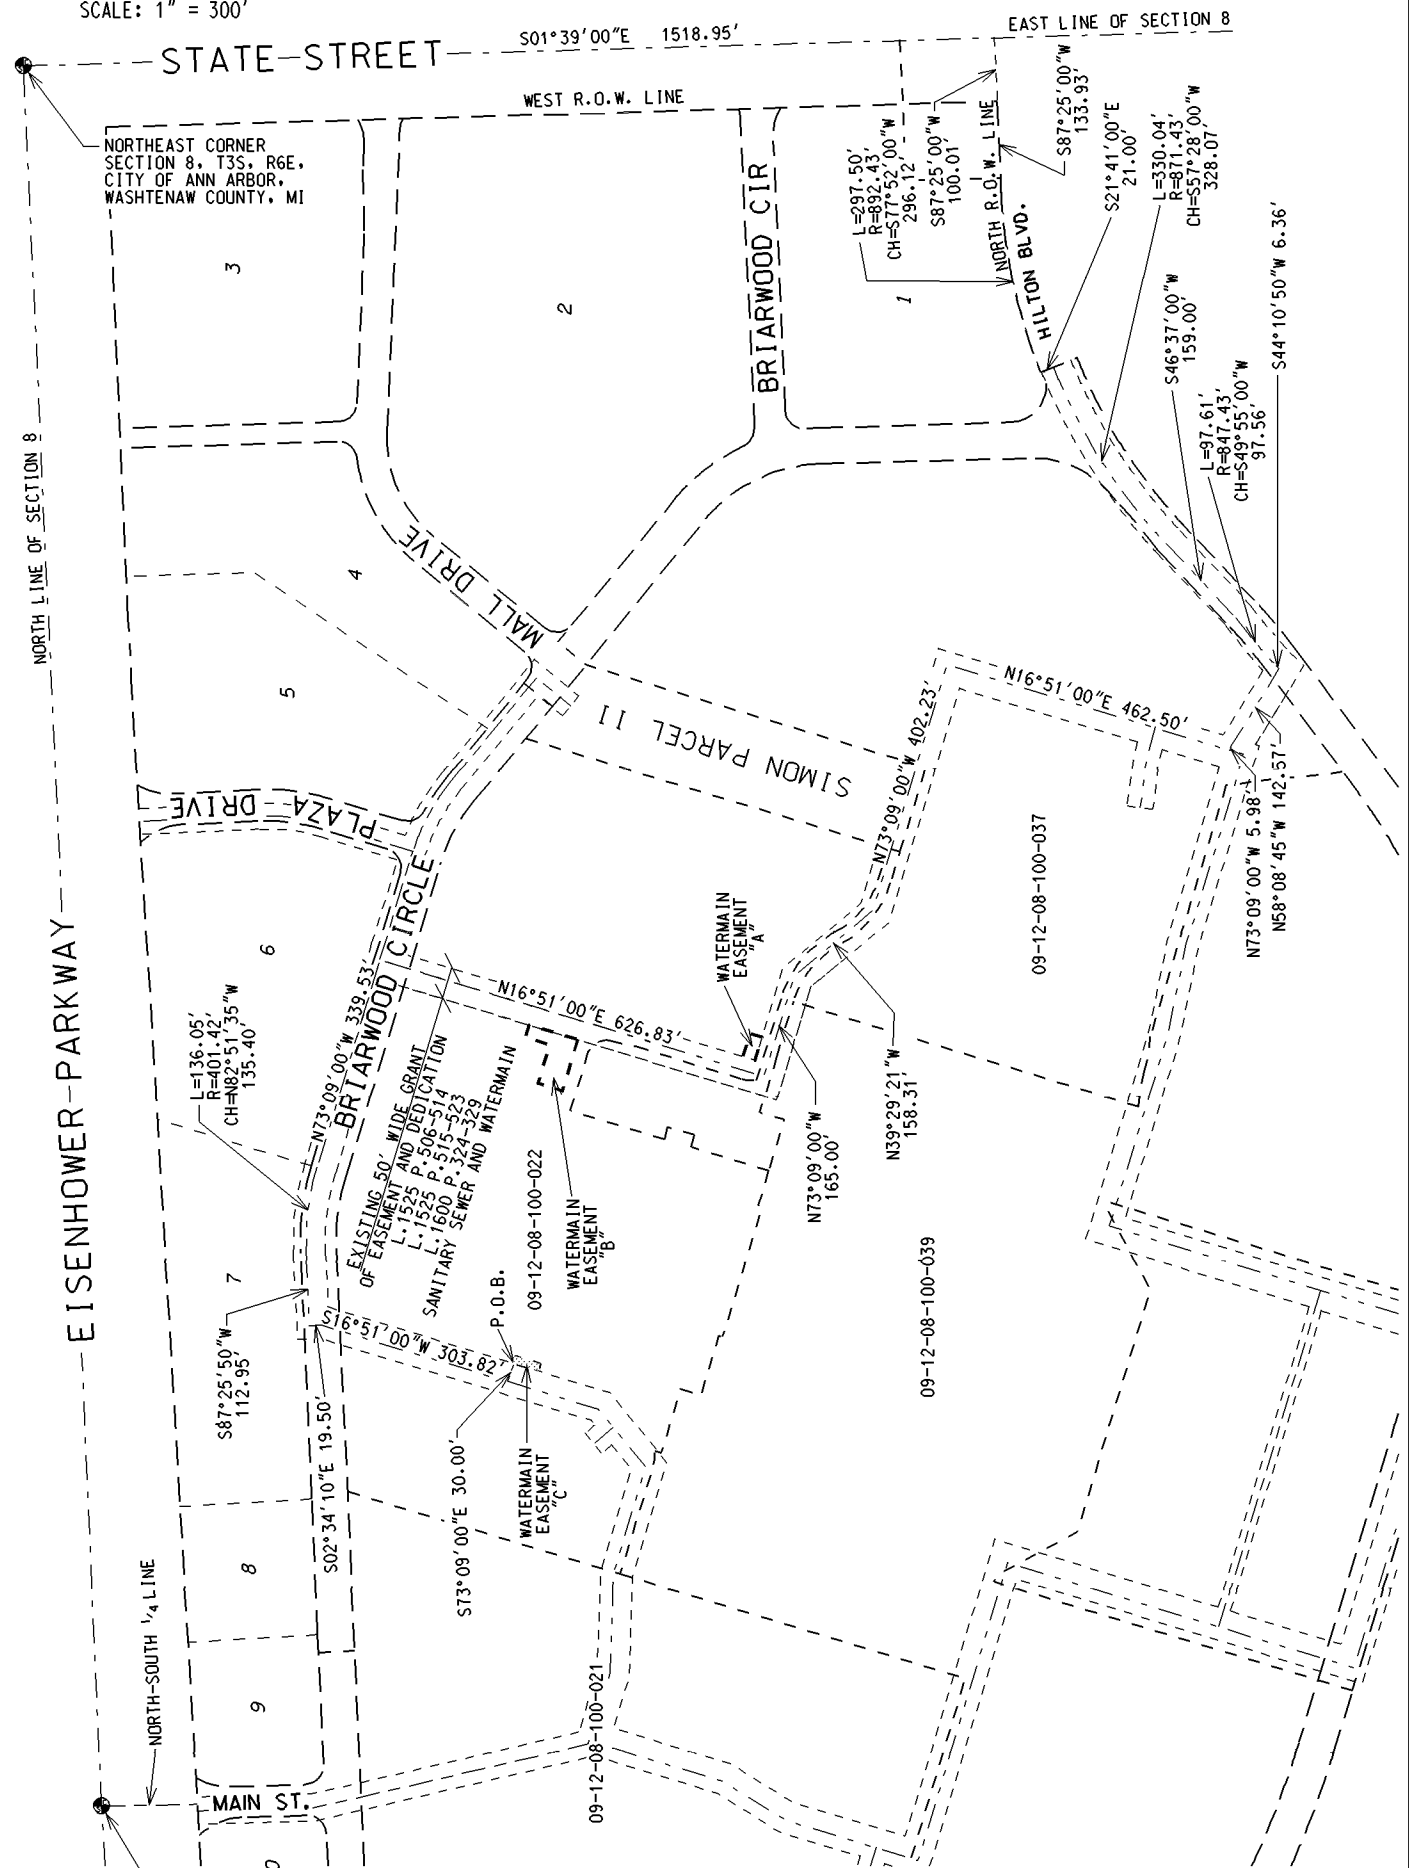 SCALE: 1" = 300'
STATE STREET
S01°39'00"E 1518.95'
EAST LINE OF SECTION 8
WEST R.O.W. LINE
NORTHEAST CORNER
SECTION 8, T3S, R6E,
CITY OF ANN ARBOR,
WASHTENAW COUNTY, MI
S87°25'00"W
133.93'
L=297.50'
R=892.43'
CH=S77°52'00"W
296.12'
S87°25'00"W
100.01'
NORTH R.O.W. LINE
S21°41'00"E
21.00'
L=330.04'
R=871.43'
CH=S57°28'00"W
328.07'
HILTON BLVD.
BRIARWOOD CIR
3
2
1
S46°37'00"W
159.00'
L=97.61'
R=847.43'
CH=S49°55'00"W
97.56'
S44°10'50"W 6.36'
NORTH LINE OF SECTION 8
MALL DRIVE
4
5
SIMON PARCEL II
N16°51'00"E 462.50'
N73°09'00"W 402.23'
PLAZA DRIVE
N73°09'00"W 5.98'
N58°08'45"W 142.57'
09-12-08-100-037
EISENHOWER PARKWAY
6
BRIARWOOD CIRCLE
N73°09'00"W 339.53'
L=136.05'
R=401.42'
CH=N82°51'35"W
135.40'
WATERMAIN
EASEMENT
"A"
N16°51'00"E 626.83'
EXISTING 50' WIDE GRANT
OF EASEMENT AND DEDICATION
L.1525 P.506-514
L.1525 P.515-523
L.1600 P.324-329
SANITARY SEWER AND WATERMAIN
N39°29'21"W
158.31'
N73°09'00"W
165.00'
09-12-08-100-022
WATERMAIN
EASEMENT
"B"
7
S87°25'50"W
112.95'
S16°51'00"W 303.82'
P.O.B.
09-12-08-100-039
S02°34'10"E 19.50'
S73°09'00"E 30.00'
WATERMAIN
EASEMENT
"C"
8
NORTH-SOUTH 1/4 LINE
9
09-12-08-100-021
MAIN ST.